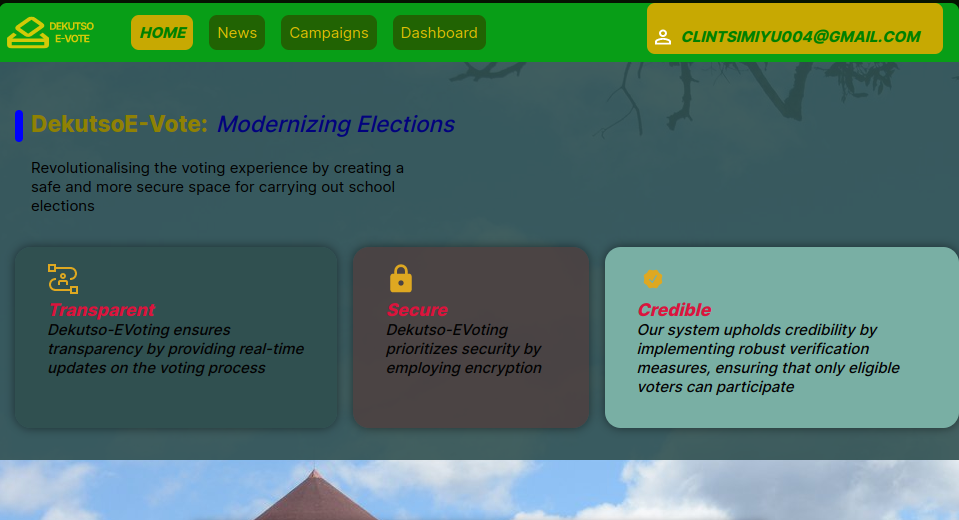 DEKUTSO
E-VOTE
HOME
News
Campaigns
Dashboard
CLINTSIMIYU004@GMAIL.COM
DekutsoE-Vote: Modernizing Elections
Revolutionalising the voting experience by creating a
safe and more secure space for carrying out school
elections
Transparent
Dekutso-EVoting ensures
transparency by providing real-time
updates on the voting process
Secure
Dekutso-EVoting
prioritizes security by
employing encryption
Credible
Our system upholds credibility by
implementing robust verification
measures, ensuring that only eligible
voters can participate